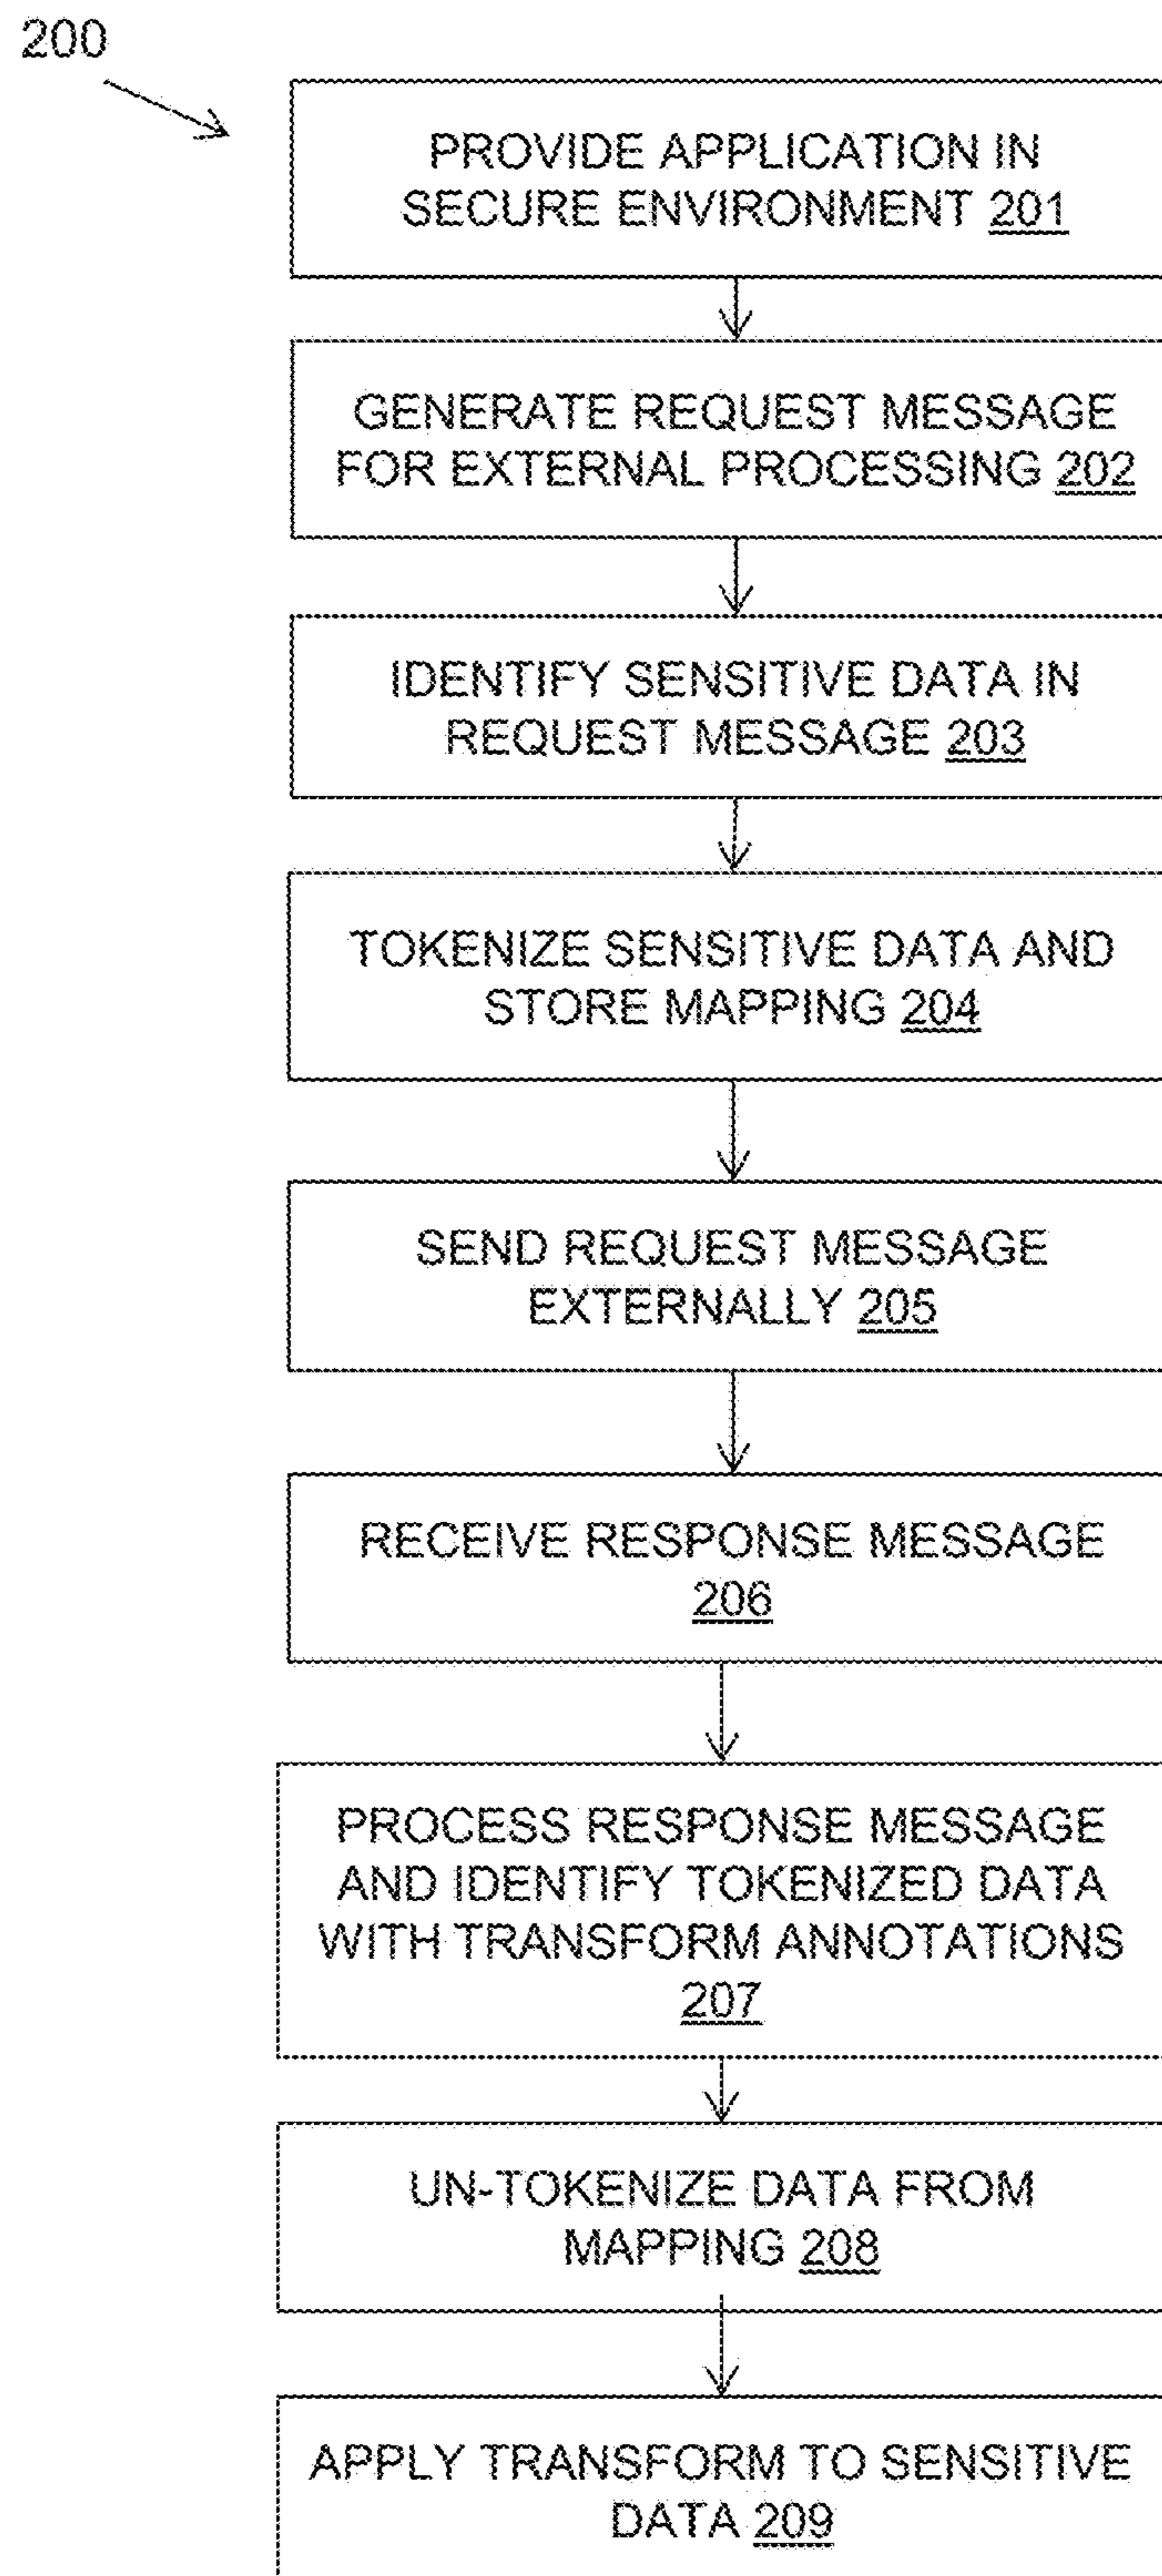 200
PROVIDE APPLICATION IN
SECURE ENVIRONMENT 201
GENERATE REQUEST MESSAGE
FOR EXTERNAL PROCESSING 202
IDENTIFY SENSITIVE DATA IN
REQUEST MESSAGE 203
TOKENIZE SENSITIVE DATA AND
STORE MAPPING 204
SEND REQUEST MESSAGE
EXTERNALLY 205
RECEIVE RESPONSE MESSAGE
206
PROCESS RESPONSE MESSAGE
AND IDENTIFY TOKENIZED DATA
WITH TRANSFORM ANNOTATIONS
207
UN-TOKENIZE DATA FROM
MAPPING 208
APPLY TRANSFORM TO SENSITIVE
DATA 209